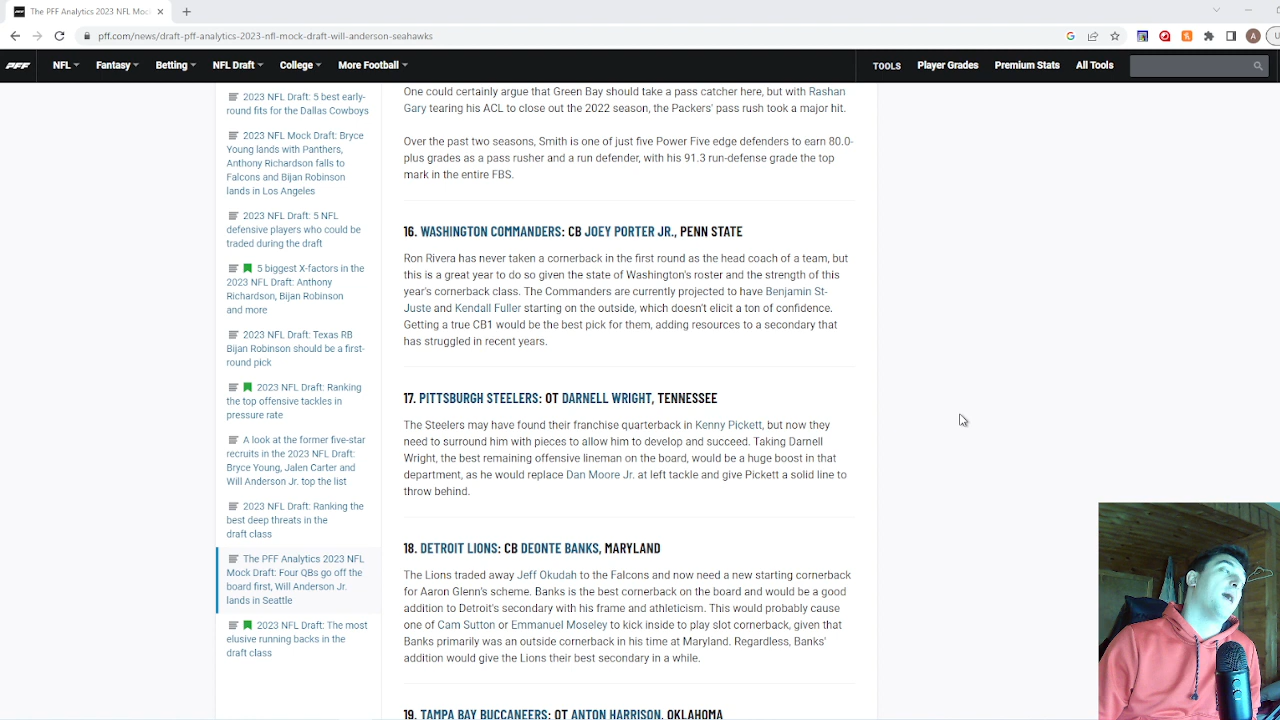 The PFF Analytics 2023 NFL Moc
pff.com/news/draft-pff-analytics-2023-nfl-mock-draft-will-anderson-seahawks
A
PFF
NFL
Fantasy
Betting
NFL Draft
College
More Football
TOOLS
Player Grades
Premium Stats
All Tools
2023 NFL Draft: 5 best early-
round fits for the Dallas Cowboys
2023 NFL Mock Draft: Bryce
Young lands with Panthers,
Anthony Richardson falls to
Falcons and Bijan Robinson
lands in Los Angeles
2023 NFL Draft: 5 NFL
defensive players who could be
traded during the draft
5 biggest X-factors in the
2023 NFL Draft: Anthony
Richardson, Bijan Robinson
and more
2023 NFL Draft: Texas RB
Bijan Robinson should be a first-
round pick
2023 NFL Draft: Ranking
the top offensive tackles in
pressure rate
A look at the former five-star
recruits in the 2023 NFL Draft:
Bryce Young, Jalen Carter and
Will Anderson Jr. top the list
2023 NFL Draft: Ranking the
best deep threats in the
draft class
The PFF Analytics 2023 NFL
Mock Draft: Four QBs go off the
board first, Will Anderson Jr.
lands in Seattle
2023 NFL Draft: The most
elusive running backs in the
draft class
One could certainly argue that Green Bay should take a pass catcher here, but with Rashan
Gary tearing his ACL to close out the 2022 season, the Packers' pass rush took a major hit.
Over the past two seasons, Smith is one of just five Power Five edge defenders to earn 80.0-
plus grades as a pass rusher and a run defender, with his 91.3 run-defense grade the top
mark in the entire FBS.
16. WASHINGTON COMMANDERS: CB JOEY PORTER JR., PENN STATE
Ron Rivera has never taken a cornerback in the first round as the head coach of a team, but
this is a great year to do so given the state of Washington's roster and the strength of this
year's cornerback class. The Commanders are currently projected to have Benjamin St-
Juste and Kendall Fuller starting on the outside, which doesn't elicit a ton of confidence.
Getting a true CB1 would be the best pick for them, adding resources to a secondary that
has struggled in recent years.
17. PITTSBURGH STEELERS: OT DARNELL WRIGHT, TENNESSEE
The Steelers may have found their franchise quarterback in Kenny Pickett, but now they
need to surround him with pieces to allow him to develop and succeed. Taking Darnell
Wright, the best remaining offensive lineman on the board, would be a huge boost in that
department, as he would replace Dan Moore Jr. at left tackle and give Pickett a solid line to
throw behind.
18. DETROIT LIONS: CB DEONTE BANKS, MARYLAND
The Lions traded away Jeff Okudah to the Falcons and now need a new starting cornerback
for Aaron Glenn's scheme. Banks is the best cornerback on the board and would be a good
addition to Detroit's secondary with his frame and athleticism. This would probably cause
one of Cam Sutton or Emmanuel Moseley to kick inside to play slot cornerback, given that
Banks primarily was an outside cornerback in his time at Maryland. Regardless, Banks'
addition would give the Lions their best secondary in a while.
19. TAMPA BAY BUCCANEERS: OT ANTON HARRISON, OKLAHOMA